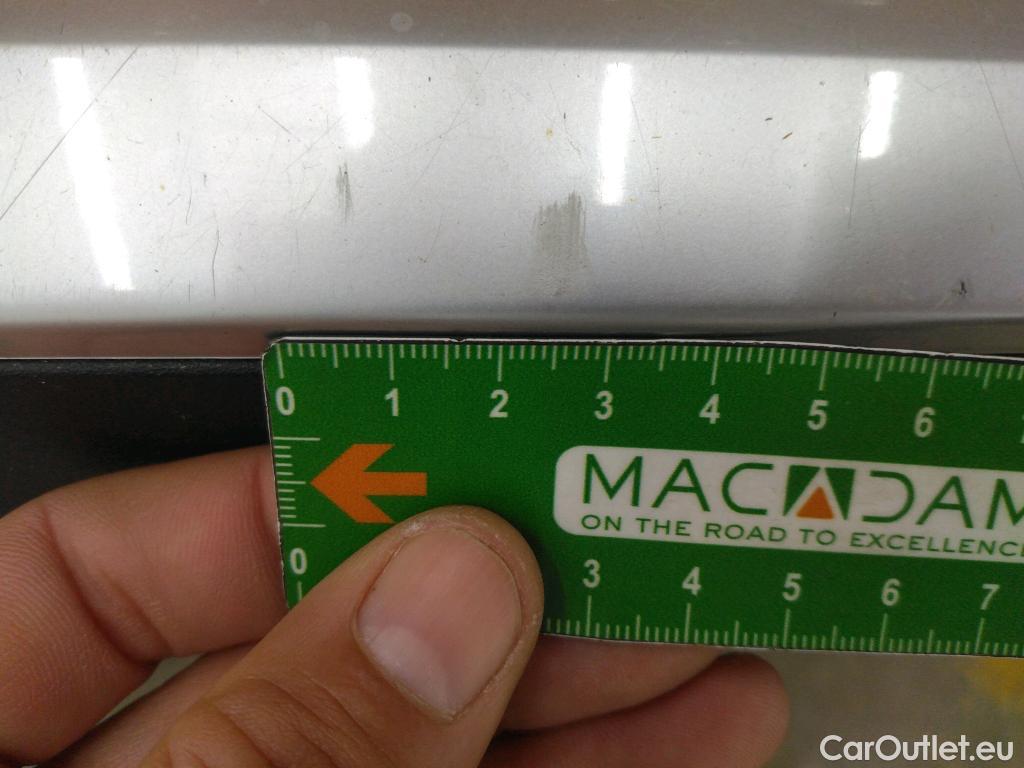 0 1 2 3 4 5 6
MACADAM
ON THE ROAD TO EXCELLENCE
0 3 4 5 6 7
CarOutlet.eu